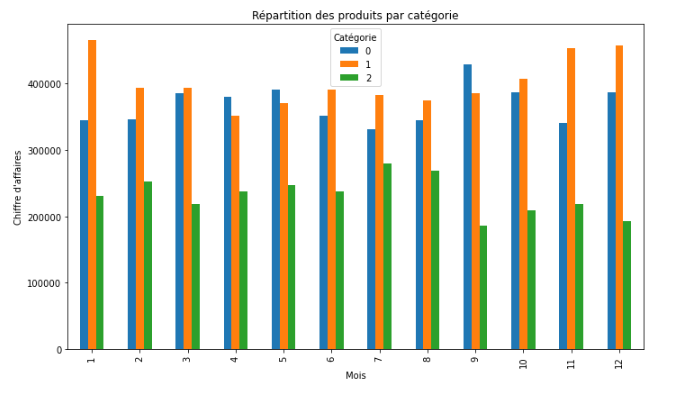 Répartition des produits par catégorie
Catégorie
0
1
2
400000
300000
200000
100000
0
Chiffre d'affaires
1 2 3 4 5 6 7 8 9 10 11 12
Mois